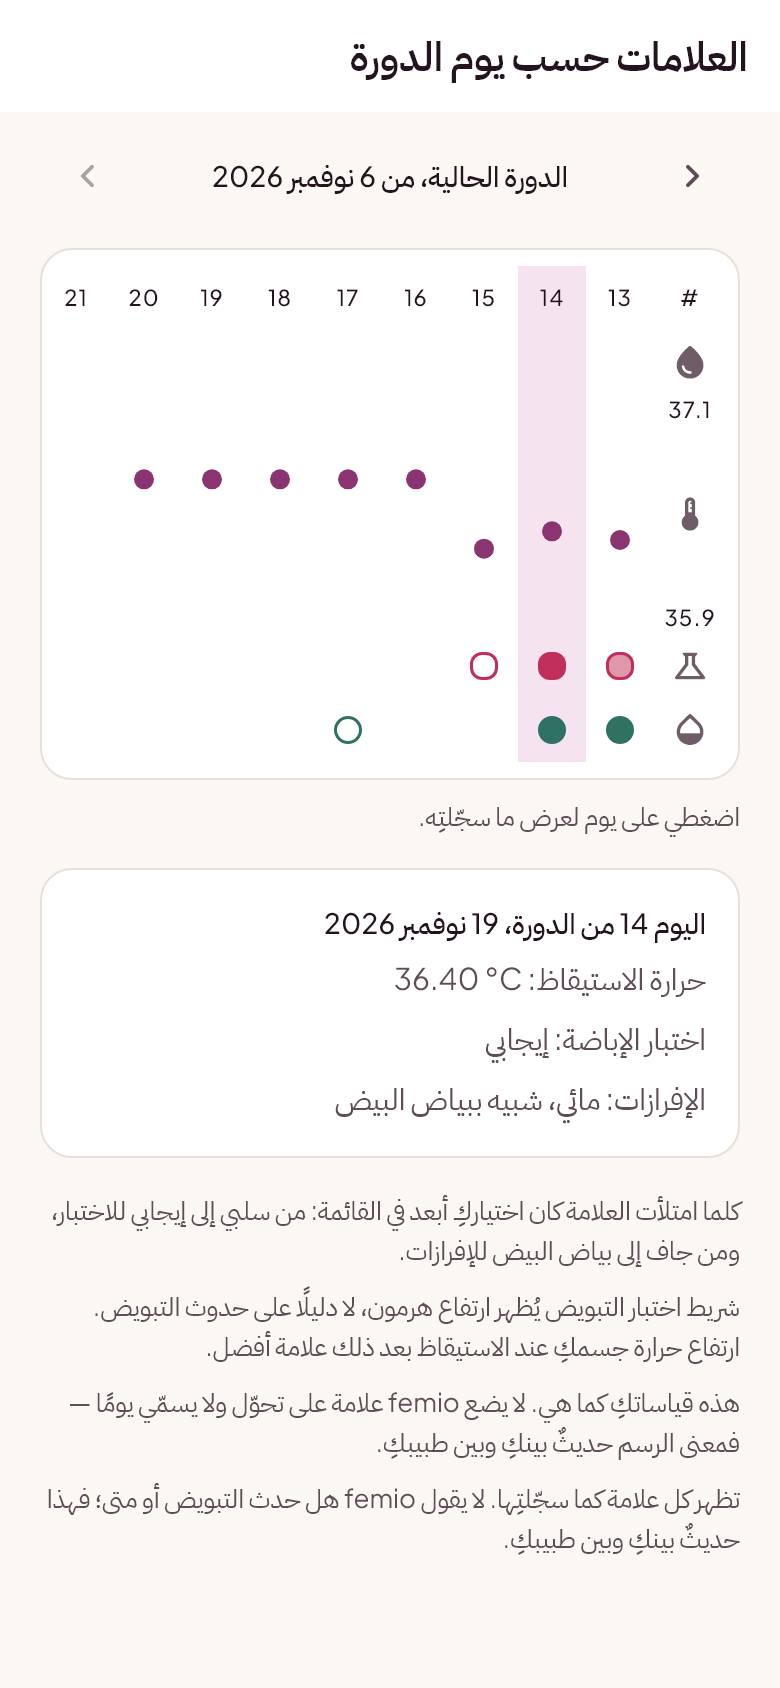 العلامات حسب يوم الدورة
الدورة الحالية، من 6 نوفمبر 2026
# 13 14 15 16 17 18 19 20 21
37.1
35.9
اضغطي على يوم لعرض ما سجّلتِه.
اليوم 14 من الدورة، 19 نوفمبر 2026
حرارة الاستيقاظ: 36.40 °C
اختبار الإباضة: إيجابي
الإفرازات: مائي، شبيه ببياض البيض
كلما امتلأت العلامة كان اختياركِ أبعد في القائمة: من سلبي إلى إيجابي للاختبار،
ومن جاف إلى بياض البيض للإفرازات.
شريط اختبار التبويض يُظهر ارتفاع هرمون، لا دليلًا على حدوث التبويض.
ارتفاع حرارة جسمكِ عند الاستيقاظ بعد ذلك علامة أفضل.
هذه قياساتكِ كما هي. لا يضع femio علامة على تحوّل ولا يسمّي يومًا —
فمعنى الرسم حديثٌ بينكِ وبين طبيبكِ.
تظهر كل علامة كما سجّلتِها. لا يقول femio هل حدث التبويض أو متى؛ فهذا
حديثٌ بينكِ وبين طبيبكِ.